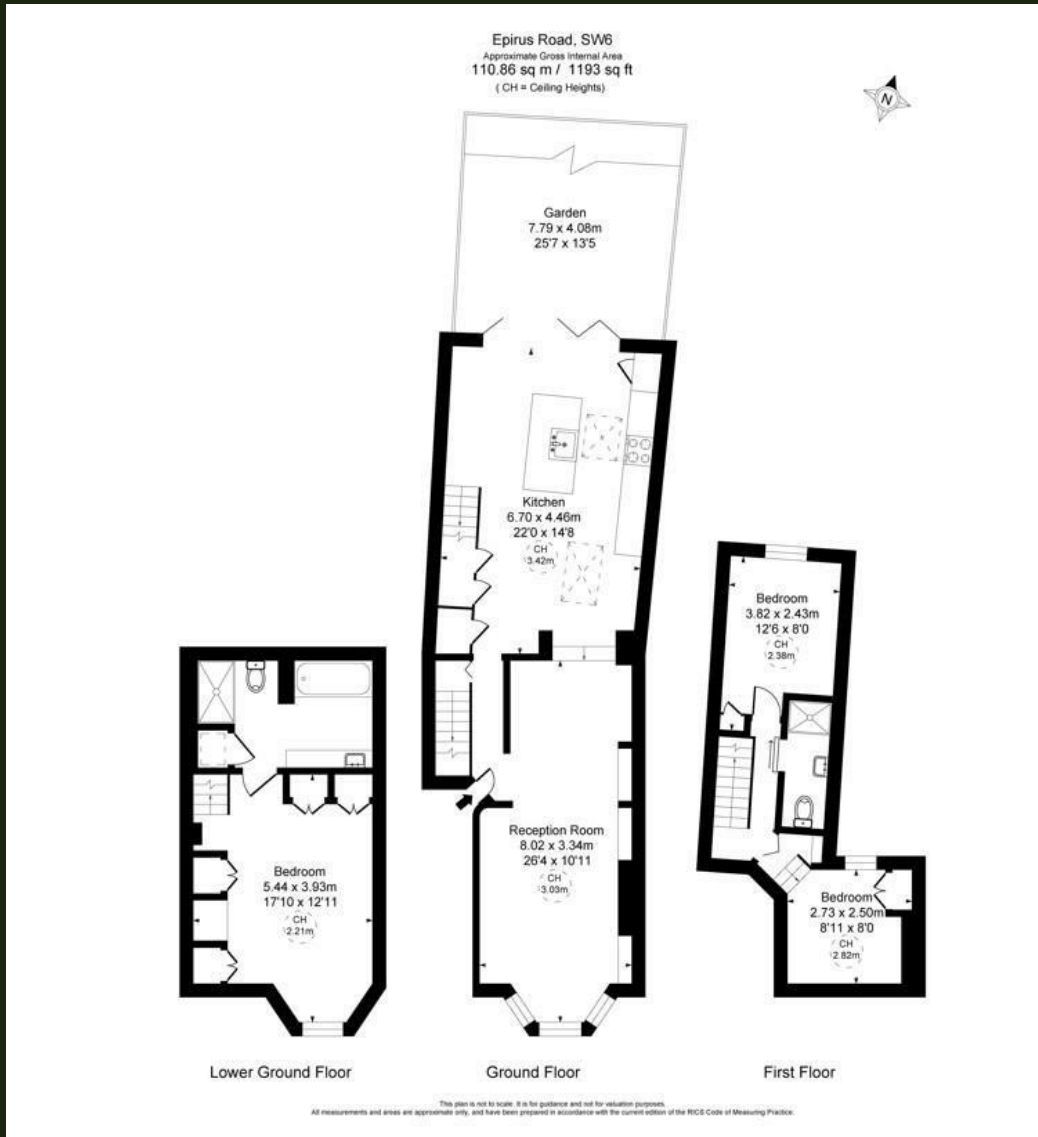 Epirus Road, SW6
Approximate Gross Internal Area
110.86 sq m / 1193 sq ft
( CH = Ceiling Heights)
N
Garden
7.79 x 4.08m
25'7 x 13'5
Kitchen
6.70 x 4.46m
22'0 x 14'8
CH
3.42m
Bedroom
3.82 x 2.43m
12'6 x 8'0
CH
2.38m
Reception Room
8.02 x 3.34m
26'4 x 10'11
CH
3.03m
Bedroom
5.44 x 3.93m
17'10 x 12'11
CH
2.21m
Bedroom
2.73 x 2.50m
8'11 x 8'0
CH
2.82m
Lower Ground Floor
Ground Floor
First Floor
This plan is not to scale. It is for guidance and not for valuation purposes.
All measurements and areas are approximate only, and have been prepared in accordance with the current edition of the RICS Code of Measuring Practice.